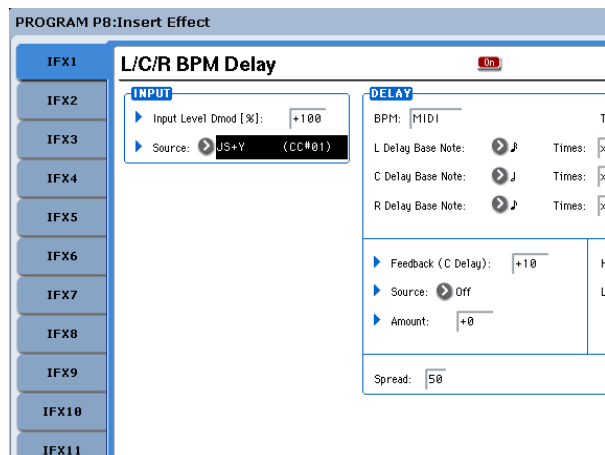 PROGRAM P8:Insert Effect
IFX1
IFX2
IFX3
IFX4
IFX5
IFX6
IFX7
IFX8
IFX9
IFX10
IFX11
L/C/R BPM Delay
On
INPUT
Input Level Dmod [%]: +100
Source: JS+Y (CC#01)
DELAY
BPM: MIDI T
L Delay Base Note: Times: x
C Delay Base Note: Times: x
R Delay Base Note: Times: x
Feedback (C Delay): +10 H
Source: Off L
Amount: +0
Spread: 50